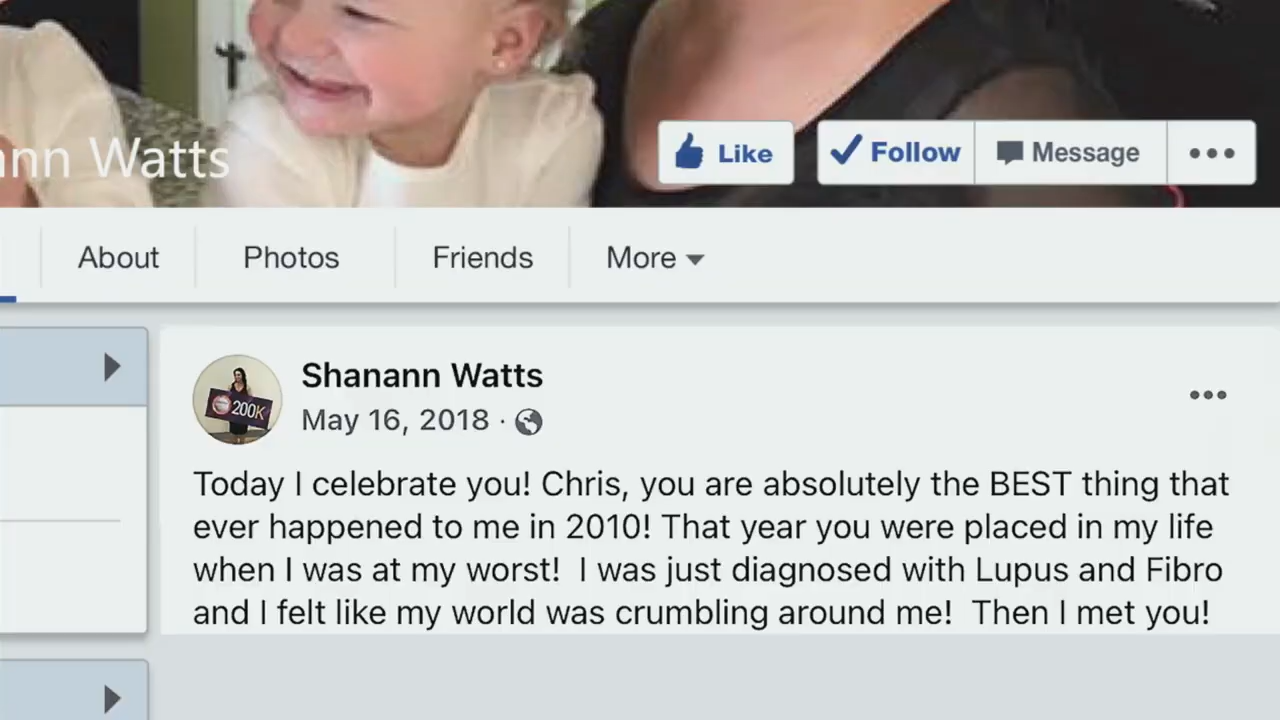 ann Watts
Like
Follow
Message
About
Photos
Friends
More
200K
Shanann Watts
May 16, 2018 ·
Today I celebrate you! Chris, you are absolutely the BEST thing that
ever happened to me in 2010! That year you were placed in my life
when I was at my worst!  I was just diagnosed with Lupus and Fibro
and I felt like my world was crumbling around me!  Then I met you!